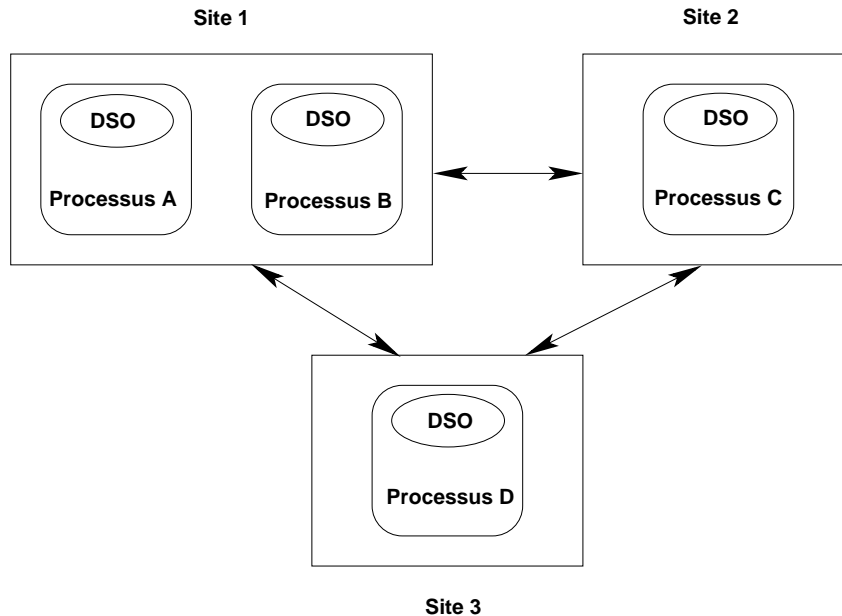 Site 1
Site 2
DSO
DSO
DSO
Processus A
Processus B
Processus C
DSO
Processus D
Site 3